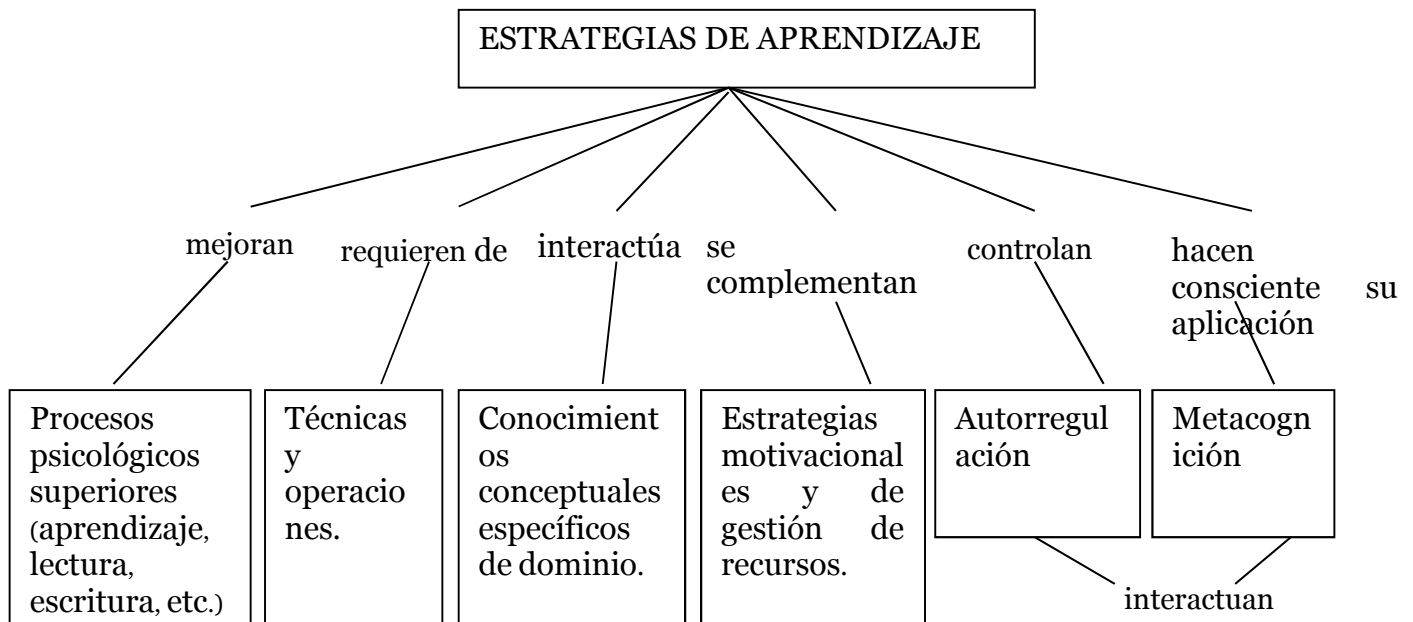 ESTRATEGIAS DE APRENDIZAJE
mejoran
requieren de
interactúa
se
complementan
controlan
hacen
consciente su
aplicación
Procesos
psicológicos
superiores
(aprendizaje,
lectura,
escritura, etc.)
Técnicas
y
operacio
nes.
Conocimient
os
conceptuales
específicos
de dominio.
Estrategias
motivacional
es y de
gestión de
recursos.
Autorregul
ación
Metacogn
ición
interactuan